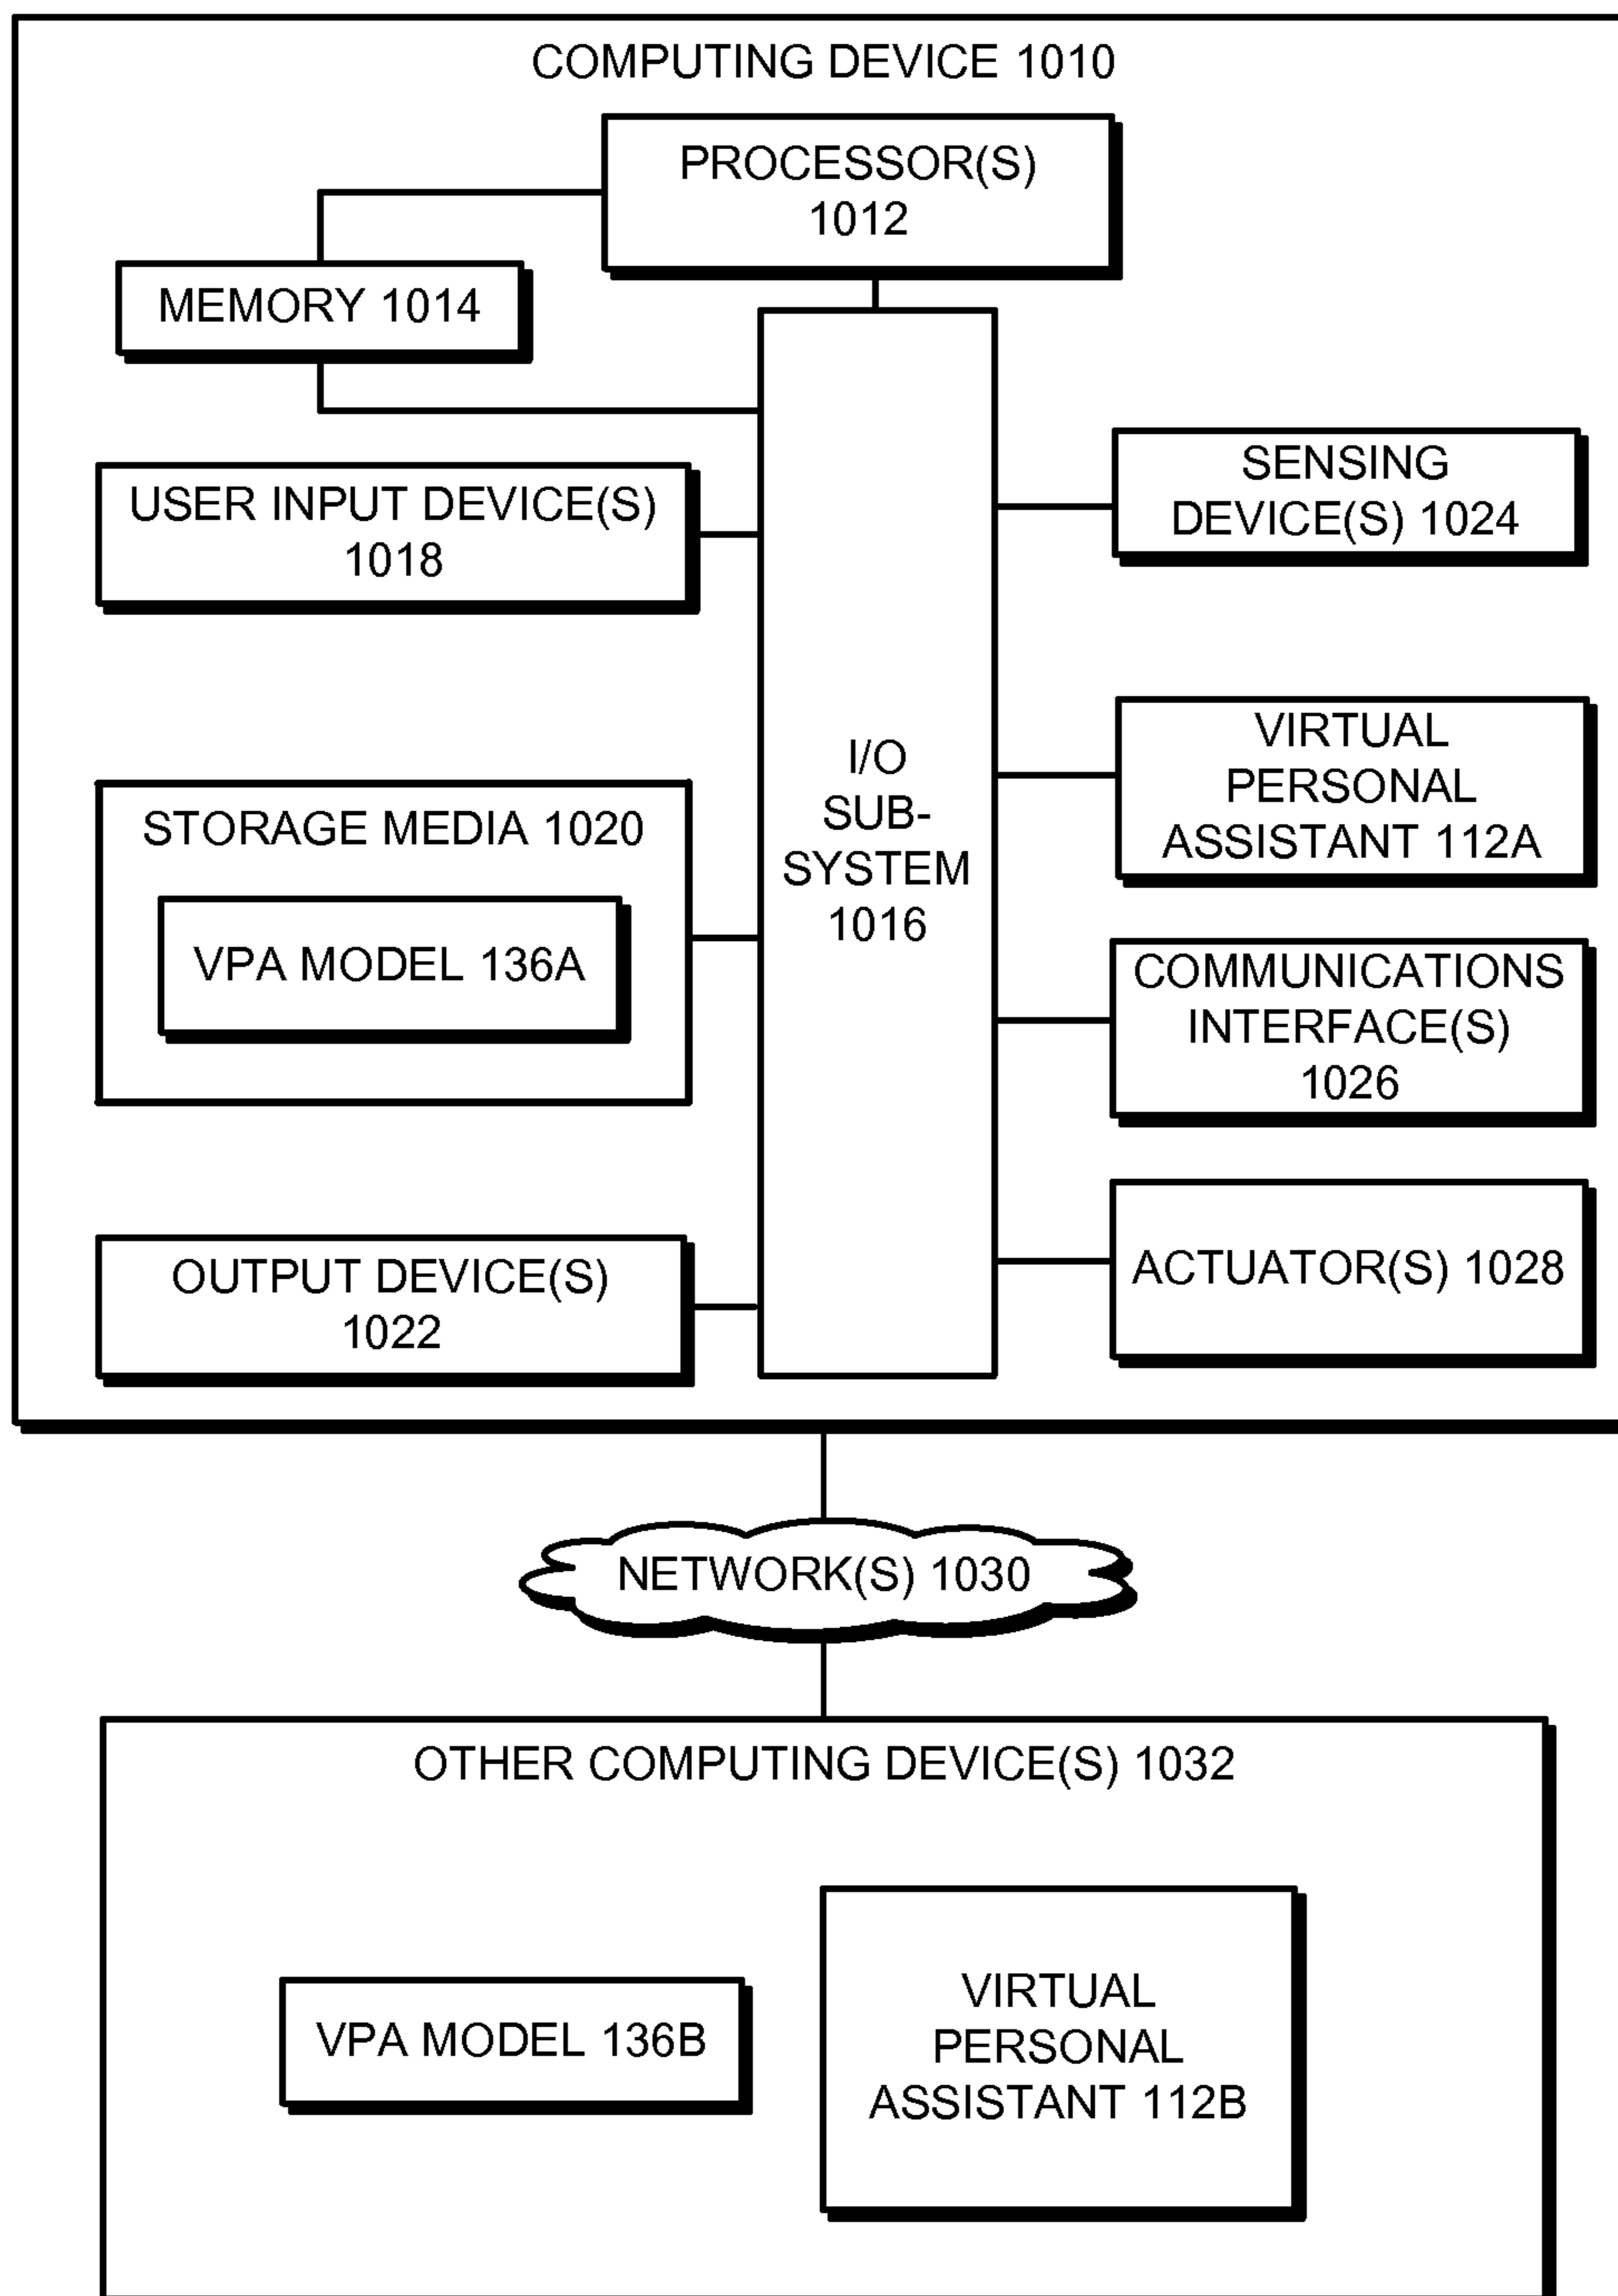 COMPUTING DEVICE 1010
PROCESSOR(S)
1012
MEMORY 1014
USER INPUT DEVICE(S)
1018
STORAGE MEDIA 1020
VPA MODEL 136A
OUTPUT DEVICE(S)
1022
I/O
SUB-
SYSTEM
1016
SENSING
DEVICE(S) 1024
VIRTUAL
PERSONAL
ASSISTANT 112A
COMMUNICATIONS
INTERFACE(S)
1026
ACTUATOR(S) 1028
NETWORK(S) 1030
OTHER COMPUTING DEVICE(S) 1032
VPA MODEL 136B
VIRTUAL
PERSONAL
ASSISTANT 112B